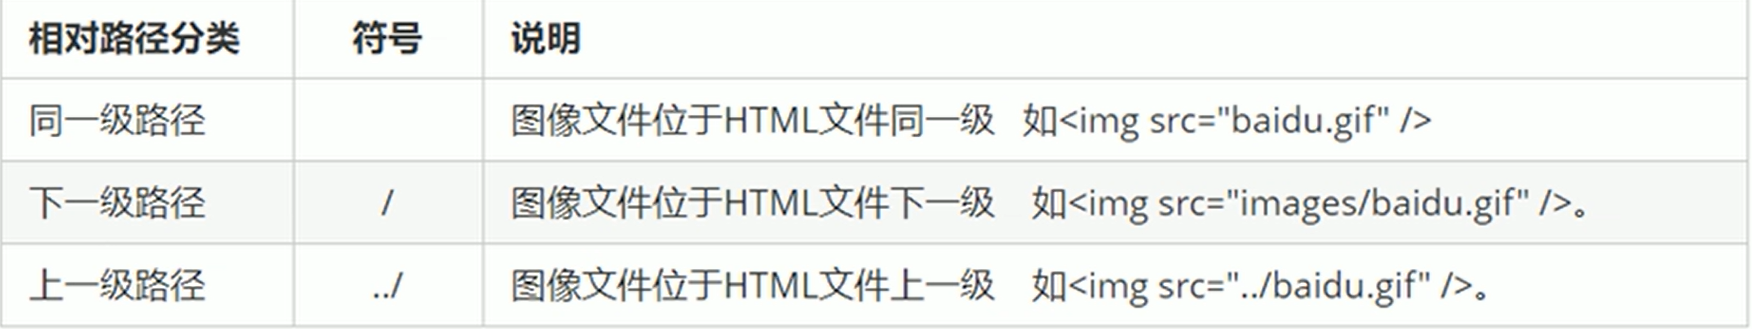 相对路径分类 符号 说明
同一级路径 图像文件位于HTML文件同一级 如<img src="baidu.gif" />
下一级路径 / 图像文件位于HTML文件下一级 如<img src="images/baidu.gif" />。
上一级路径 ../ 图像文件位于HTML文件上一级 如<img src="../baidu.gif" />。